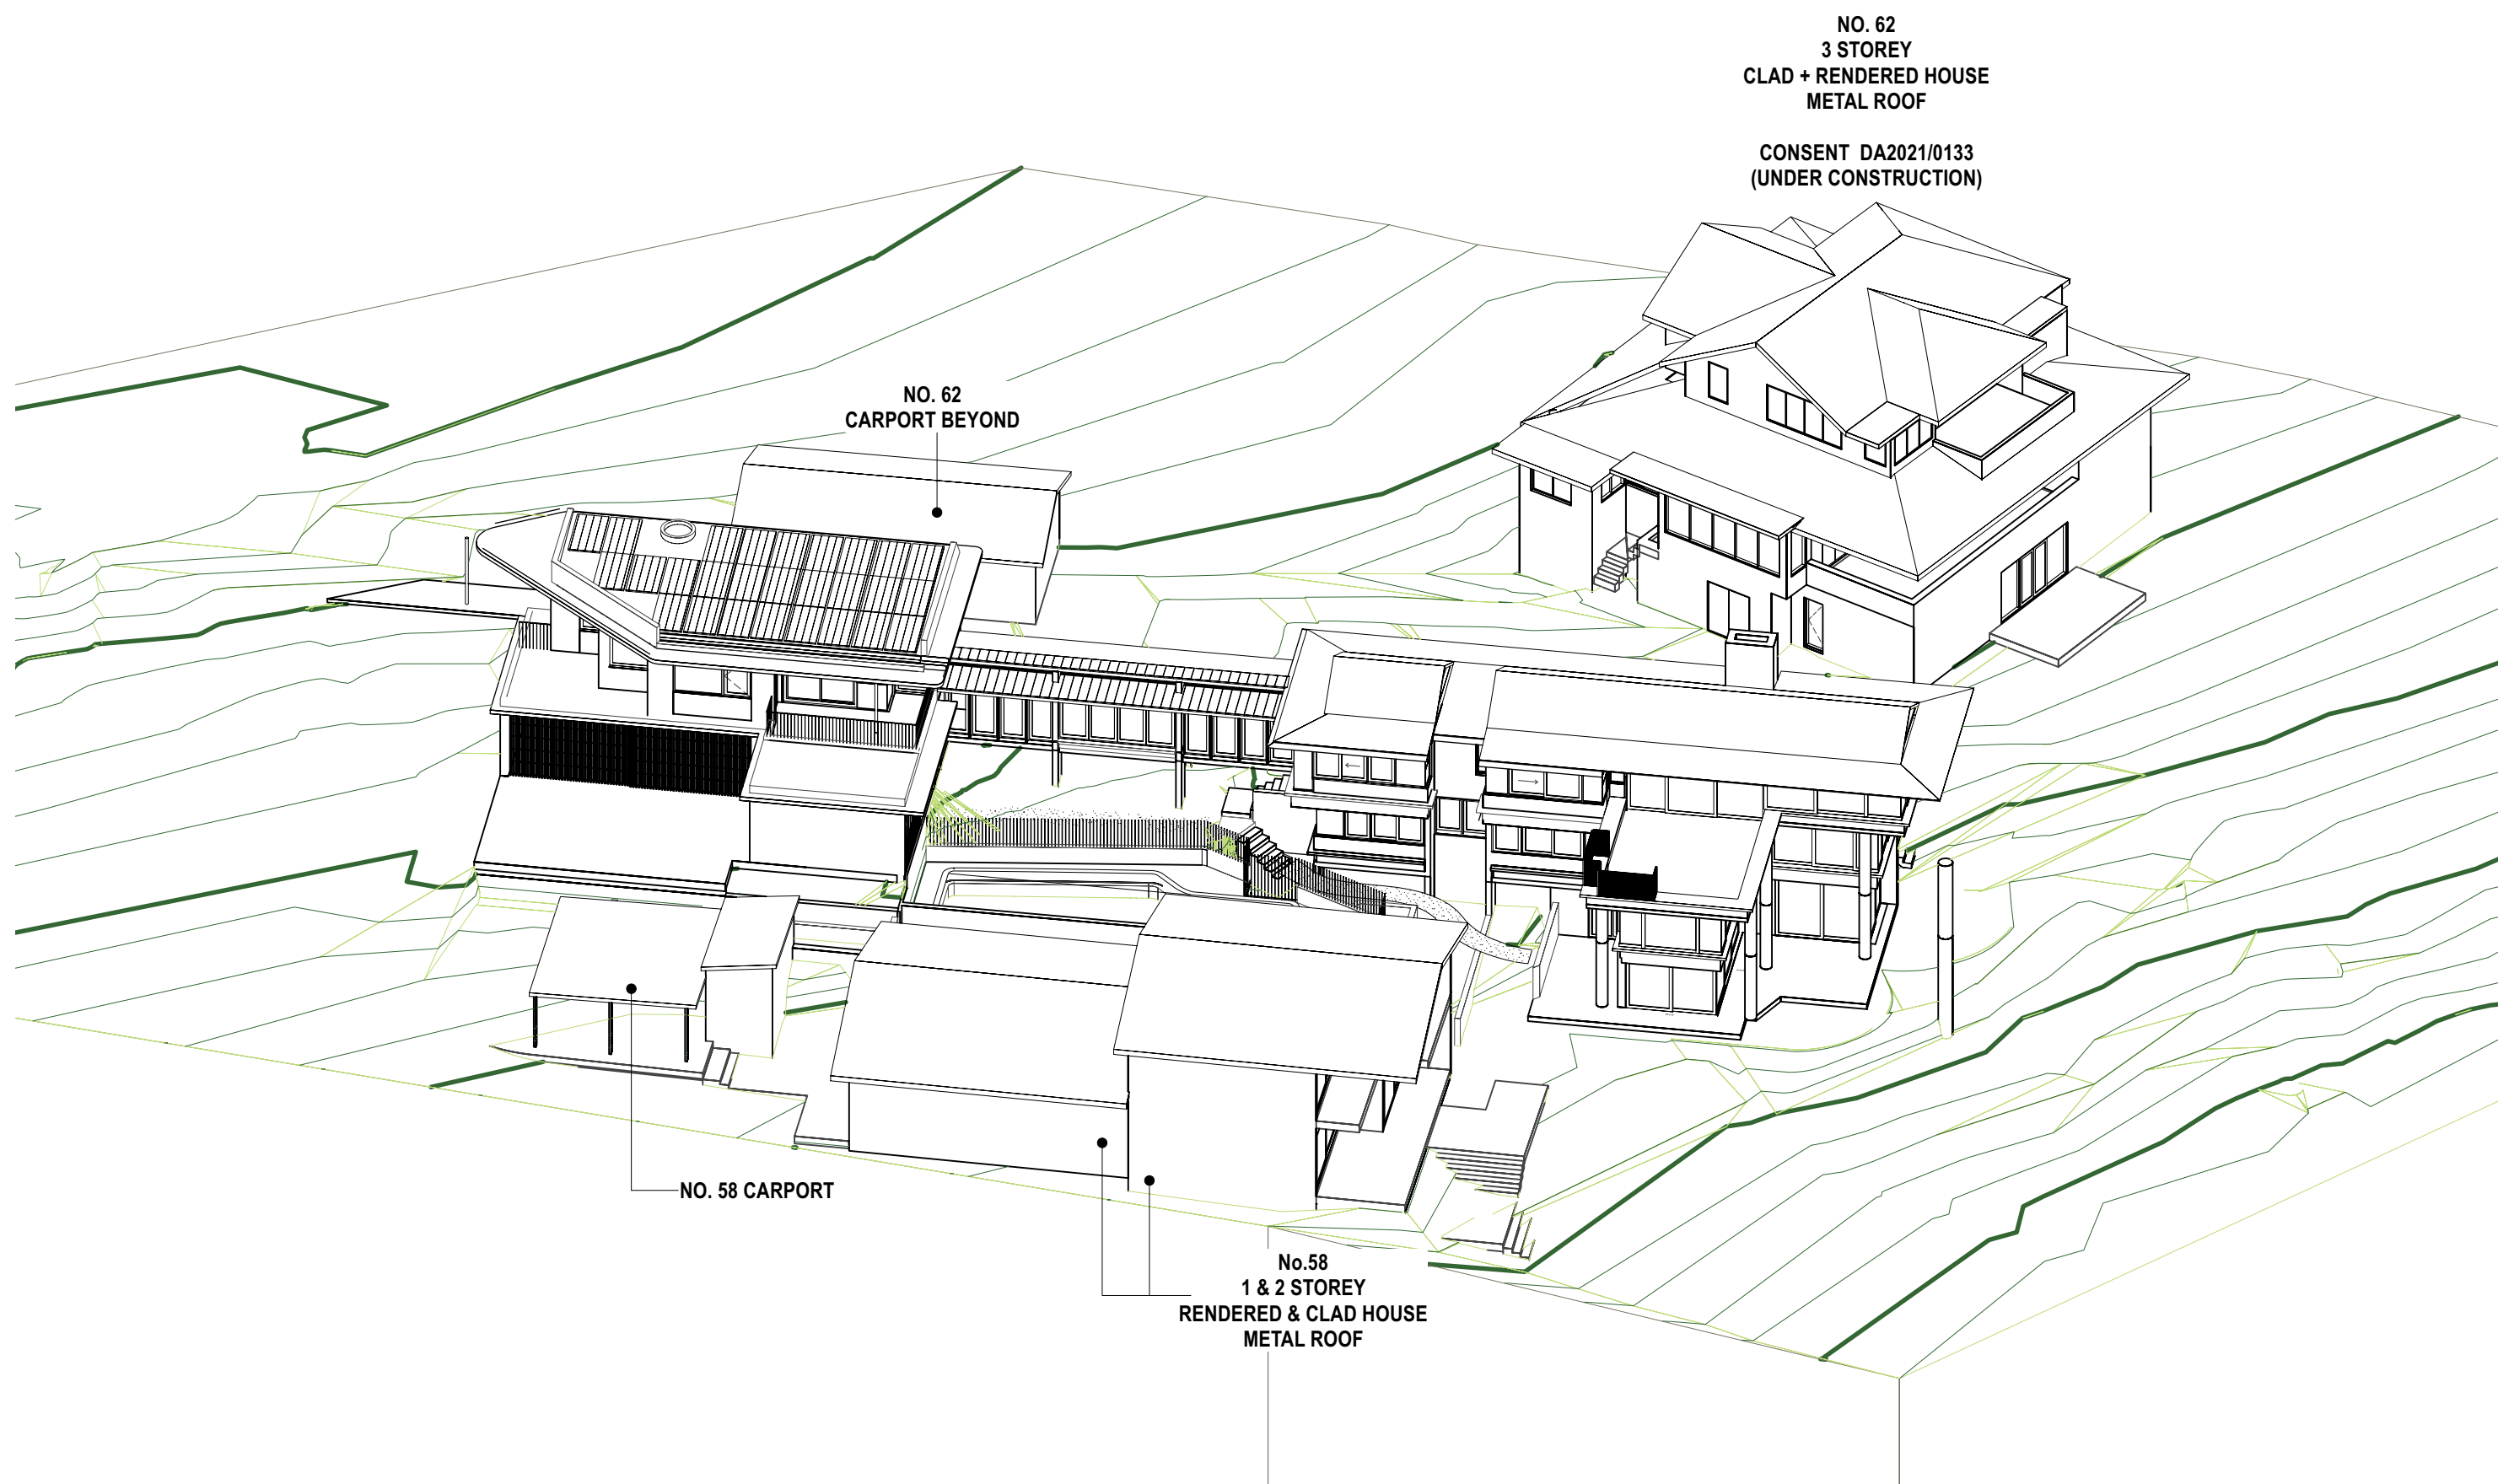 NO. 62
3 STOREY
CLAD + RENDERED HOUSE
METAL ROOF
CONSENT DA2021/0133
(UNDER CONSTRUCTION)
NO. 62
CARPORT BEYOND
NO. 58 CARPORT
No.58
1 & 2 STOREY
RENDERED & CLAD HOUSE
METAL ROOF